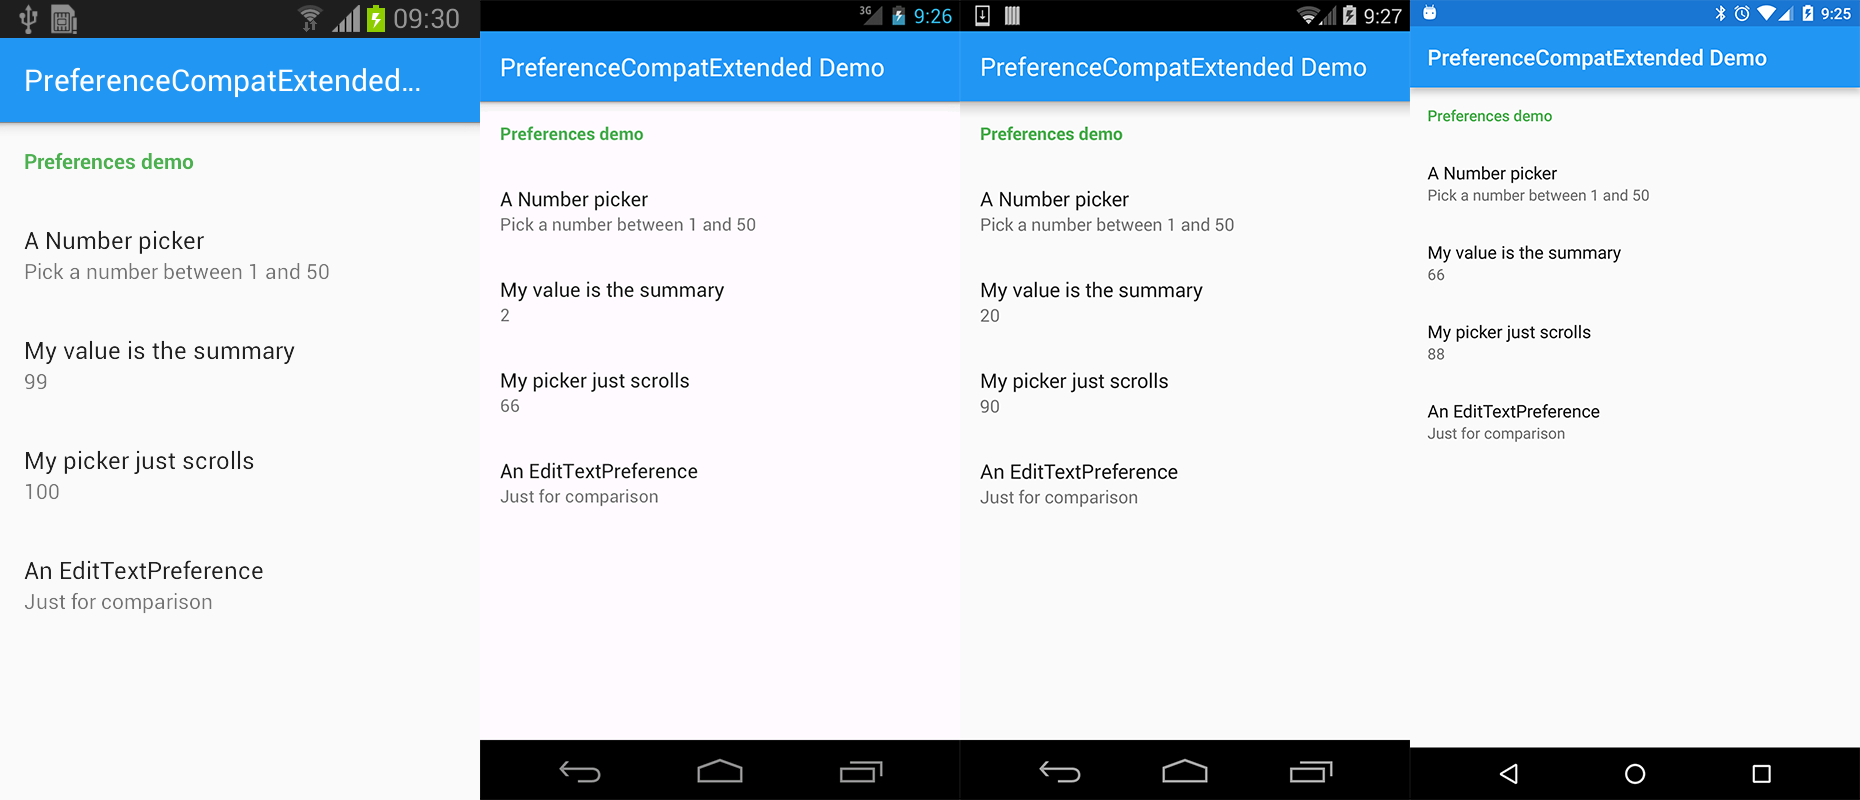 09:30
PreferenceCompatExtended...
Preferences demo
A Number picker
Pick a number between 1 and 50
My value is the summary
99
My picker just scrolls
100
An EditTextPreference
Just for comparison
3G 9:26
PreferenceCompatExtended Demo
Preferences demo
A Number picker
Pick a number between 1 and 50
My value is the summary
2
My picker just scrolls
66
An EditTextPreference
Just for comparison
9:27
PreferenceCompatExtended Demo
Preferences demo
A Number picker
Pick a number between 1 and 50
My value is the summary
20
My picker just scrolls
90
An EditTextPreference
Just for comparison
9:25
PreferenceCompatExtended Demo
Preferences demo
A Number picker
Pick a number between 1 and 50
My value is the summary
66
My picker just scrolls
88
An EditTextPreference
Just for comparison